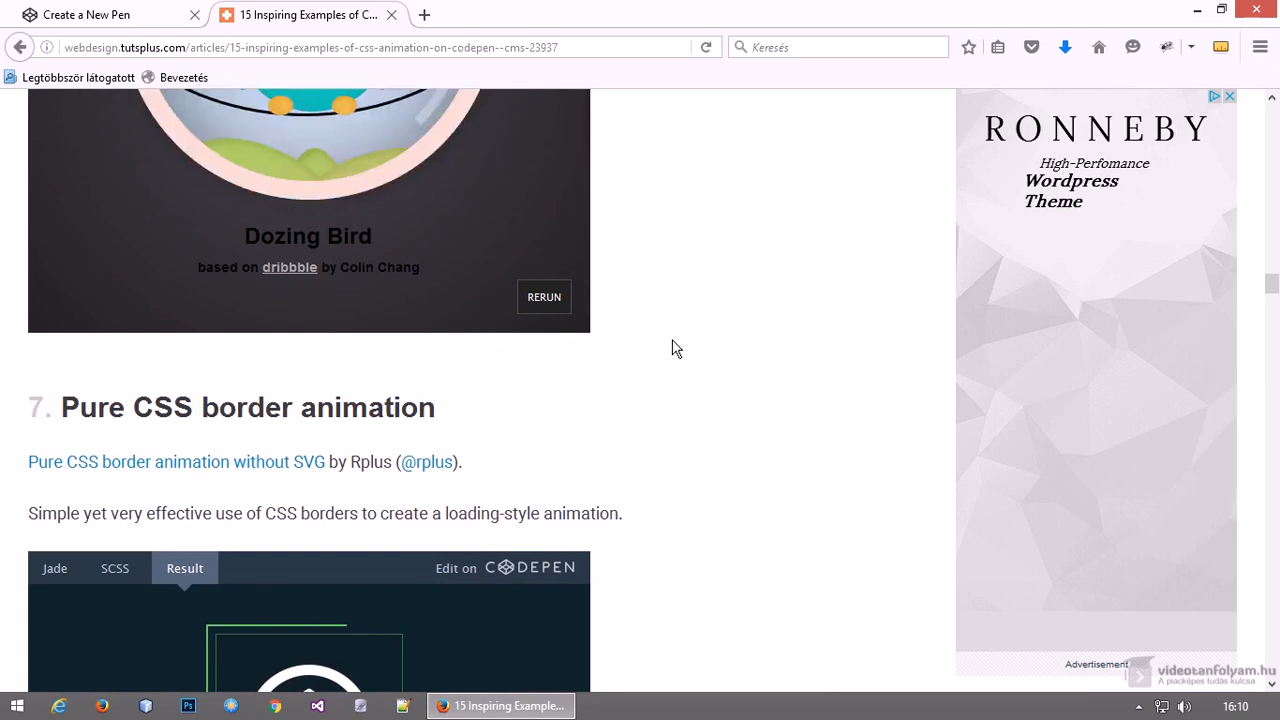 Create a New Pen
15 Inspiring Examples of C...
webdesign.tutsplus.com/articles/15-inspiring-examples-of-css-animation-on-codepen--cms-23937
Keresés
Legtöbbször látogatott
Bevezetés
RONNEBY
High-Perfomance
Wordpress
Theme
Dozing Bird
based on dribbble by Colin Chang
RERUN
7. Pure CSS border animation
Pure CSS border animation without SVG by Rplus (@rplus).
Simple yet very effective use of CSS borders to create a loading-style animation.
Jade
SCSS
Result
Edit on CODEPEN
Advertisement
videotanfolyam.hu
A piacképes tudás kulcsa
Ps
15 Inspiring Example...
16:10